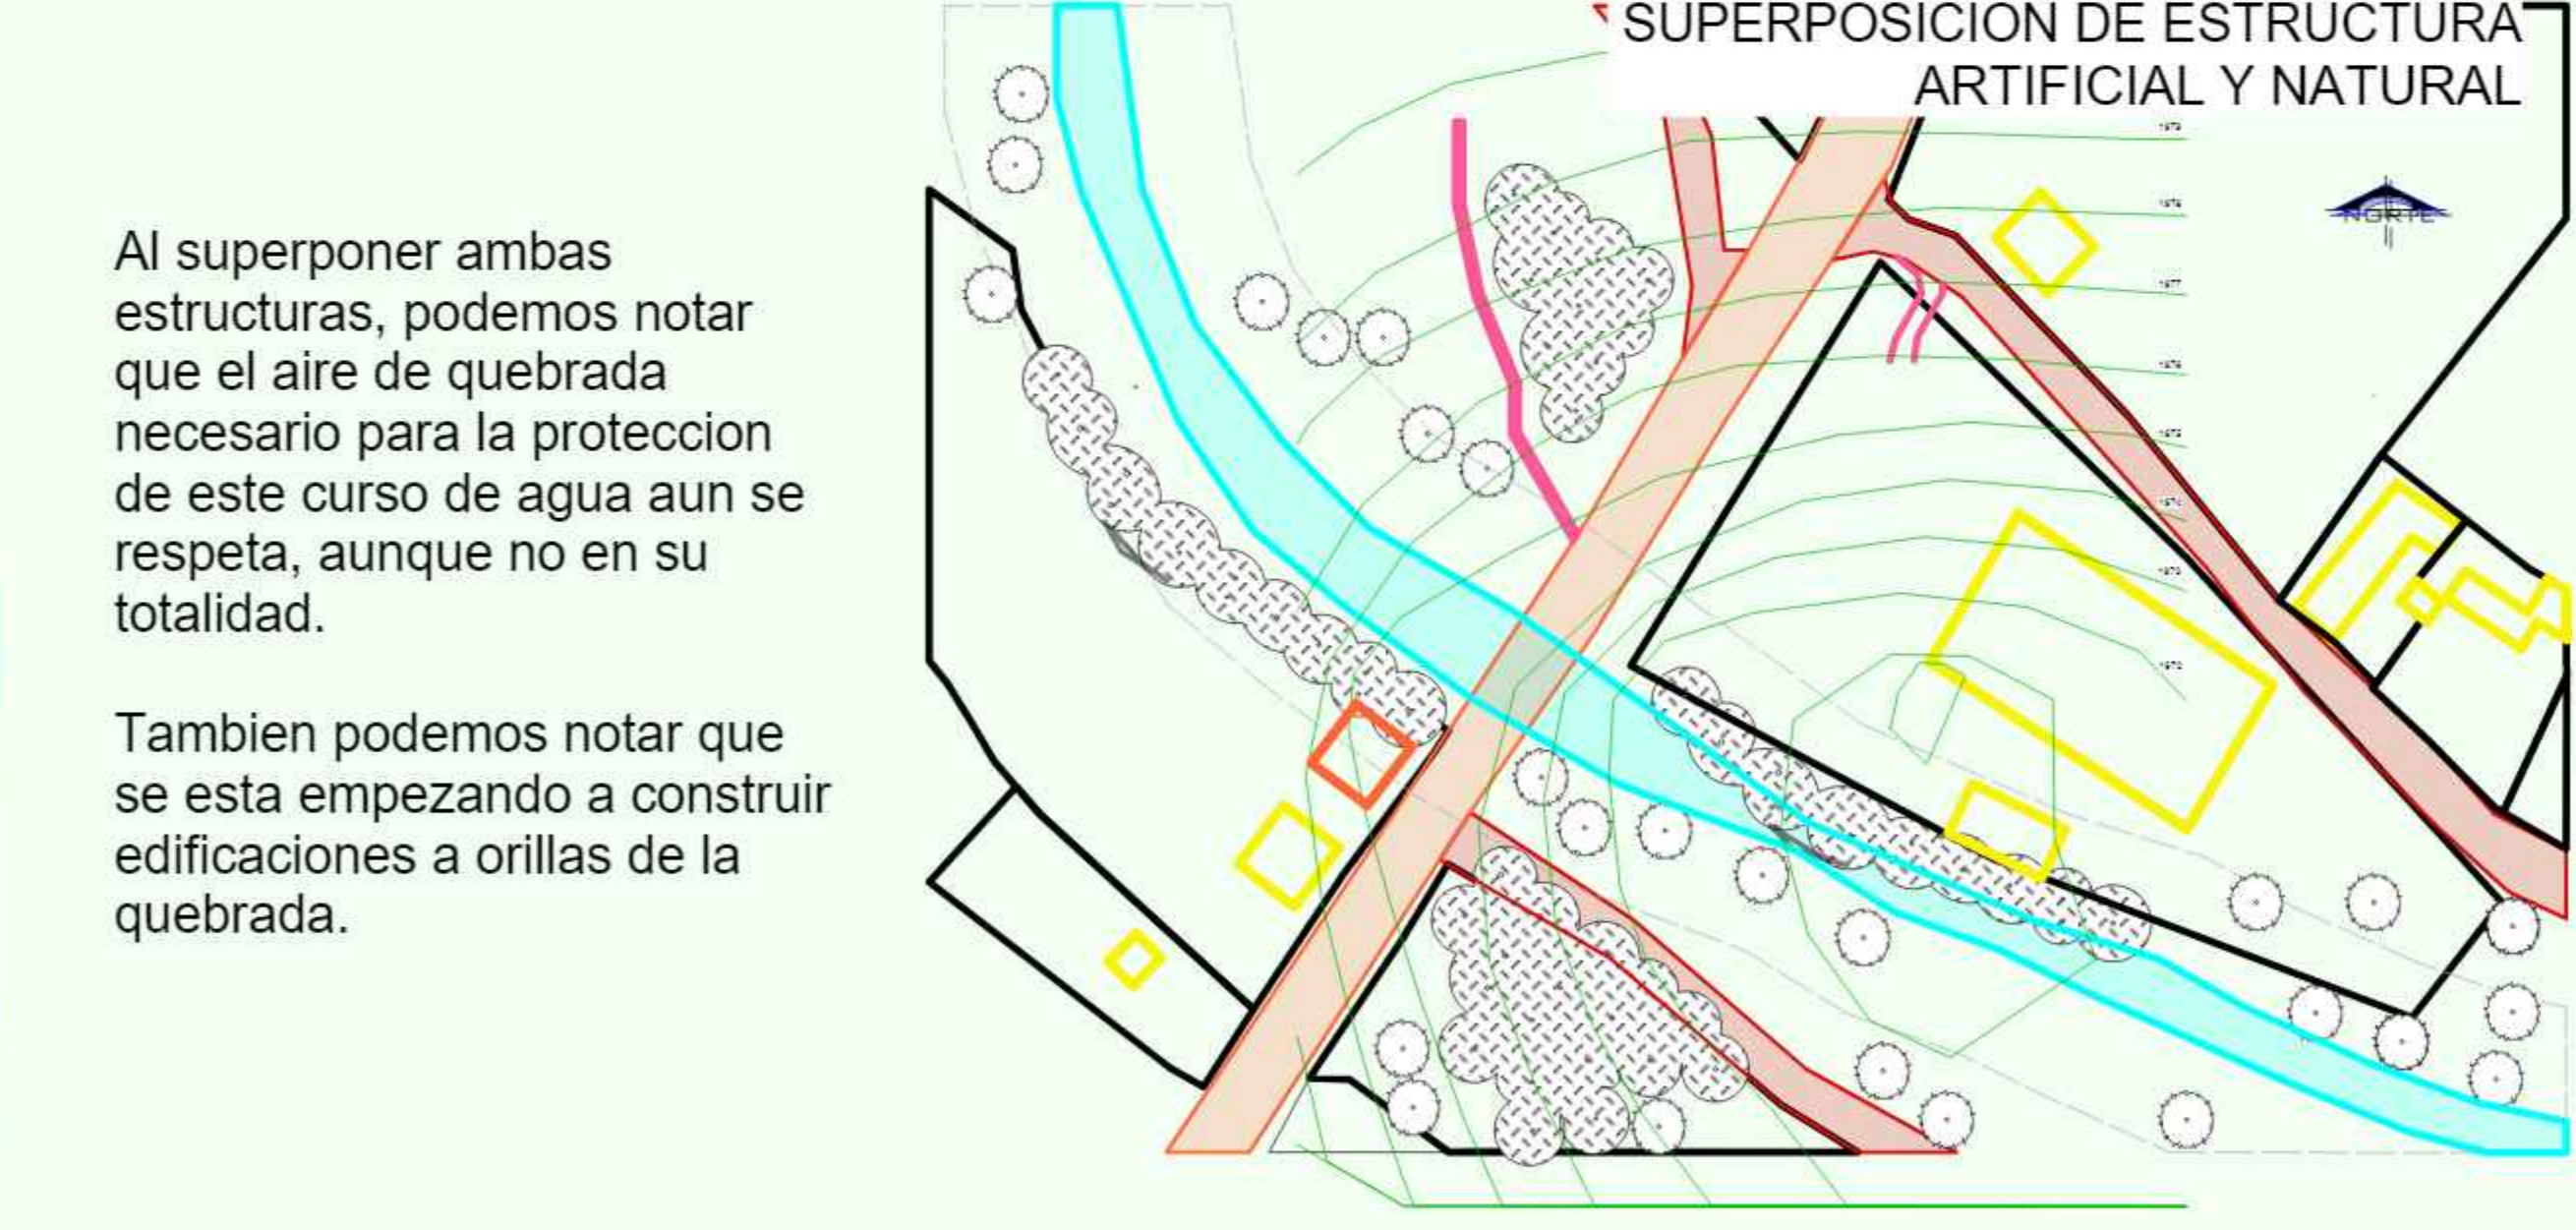 SUPERPOSICION DE ESTRUCTURA
ARTIFICIAL Y NATURAL
NORTE
Al superponer ambas
estructuras, podemos notar
que el aire de quebrada
necesario para la proteccion
de este curso de agua aun se
respeta, aunque no en su
totalidad.
Tambien podemos notar que
se esta empezando a construir
edificaciones a orillas de la
quebrada.